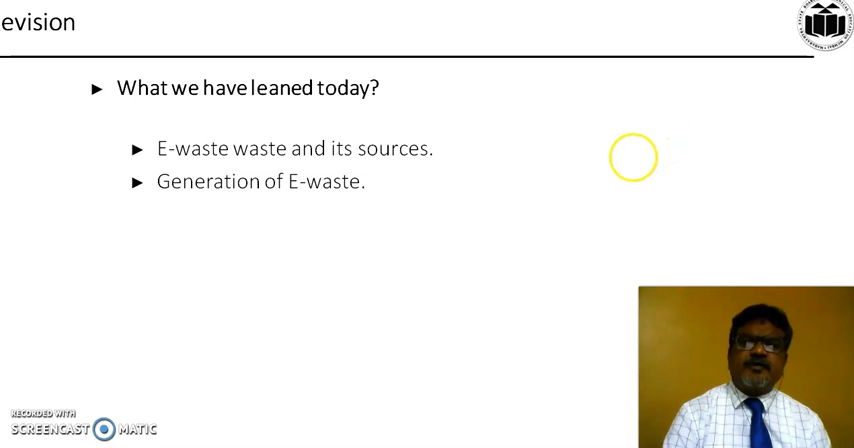 evision
What we have leaned today?
E-waste waste and its sources.
Generation of E-waste.
RECORDED WITH
SCREENCAST MATIC